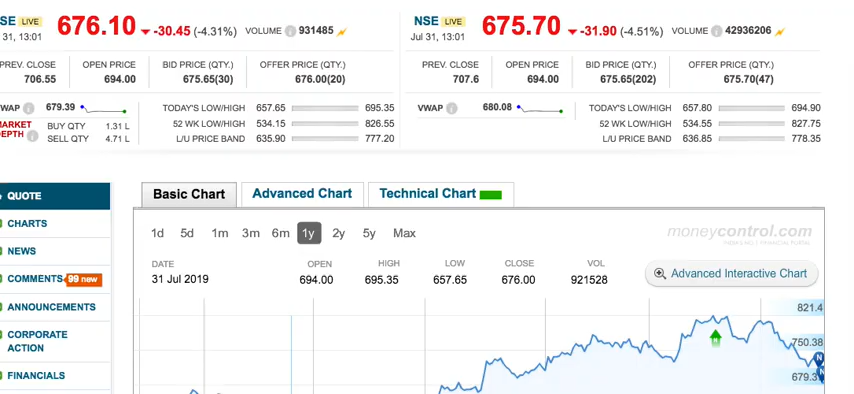 SE LIVE 676.10 -30.45 (-4.31%) VOLUME i 931485
NSE LIVE 675.70 -31.90 (-4.51%) VOLUME i 42936206
l 31, 13:01
Jul 31, 13:01
PREV. CLOSE OPEN PRICE BID PRICE (QTY.) OFFER PRICE (QTY.)
706.55 694.00 675.65(30) 676.00(20)
PREV. CLOSE OPEN PRICE BID PRICE (QTY.) OFFER PRICE (QTY.)
707.6 694.00 675.65(202) 675.70(47)
WAP i 679.39
MARKET DEPTH i
BUY QTY 1.31 L
SELL QTY 4.71 L
TODAY'S LOW/HIGH 657.65 695.35
52 WK LOW/HIGH 534.15 826.55
L/U PRICE BAND 635.90 777.20
VWAP i 680.08
TODAY'S LOW/HIGH 657.80 694.90
52 WK LOW/HIGH 534.55 827.75
L/U PRICE BAND 636.85 778.35
QUOTE
CHARTS
NEWS
COMMENTS 99 new
ANNOUNCEMENTS
CORPORATE
ACTION
FINANCIALS
Basic Chart Advanced Chart Technical Chart
1d 5d 1m 3m 6m 1y 2y 5y Max
moneycontrol.com
DATE OPEN HIGH LOW CLOSE VOL
31 Jul 2019 694.00 695.35 657.65 676.00 921528
Advanced Interactive Chart
821.4
750.38
N
679.3